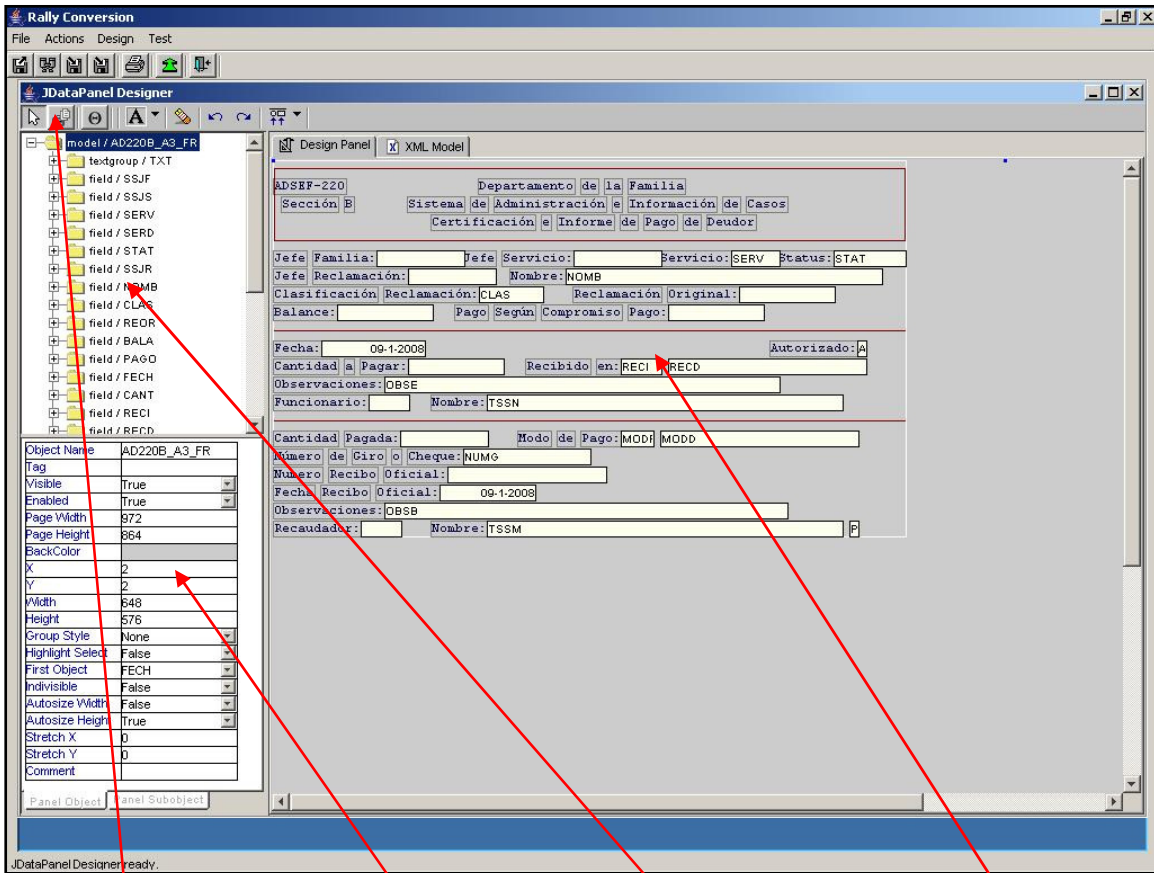 Rally Conversion
File Actions Design Test
JDataPanel Designer
A
model / AD220B_A3_FR
textgroup / TXT
field / SSJF
field / SSJS
field / SERV
field / SERD
field / STAT
field / SSJR
field / NOMB
field / CLAS
field / REOR
field / BALA
field / PAGO
field / FECH
field / CANT
field / RECI
field / RECD
Object Name AD220B_A3_FR
Tag
Visible True
Enabled True
Page Width 972
Page Height 864
BackColor
X 2
Y 2
Width 648
Height 576
Group Style None
Highlight Select False
First Object FECH
Indivisible False
Autosize Width False
Autosize Heigh True
Stretch X 0
Stretch Y 0
Comment
Panel Object Panel Subobject
Design Panel X XML Model
ADSEF-220 Departamento de la Familia
Sección B Sistema de Administración e Información de Casos
Certificación e Informe de Pago de Deudor
Jefe Familia: Jefe Servicio: Servicio: SERV Status: STAT
Jefe Reclamación: Nombre: NOMB
Clasificación Reclamación: CLAS Reclamación Original:
Balance: Pago Según Compromiso Pago:
Fecha: 09-1-2008 Autorizado: A
Cantidad a Pagar: Recibido en: RECI RECD
Observaciones: OBSE
Funcionario: Nombre: TSSN
Cantidad Pagada: Modo de Pago: MODF MODD
Número de Giro o Cheque: NUMG
Numero Recibo Oficial:
Fecha Recibo Oficial: 09-1-2008
Observaciones: OBSB
Recaudador: Nombre: TSSM P
JDataPanel Designer ready.